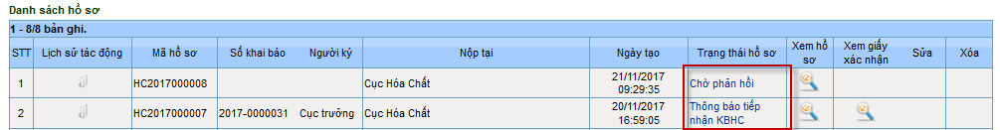 Danh sách hồ sơ
1 - 8/8 bản ghi.
STT Lịch sử tác động Mã hồ sơ Số khai báo Người ký Nộp tại Ngày tạo Trạng thái hồ sơ Xem hồ sơ Xem giấy xác nhận Sửa Xóa
1 HC2017000008 Cục Hóa Chất 21/11/2017 09:29:35 Chờ phản hồi
2 HC2017000007 2017-0000031 Cục trưởng Cục Hóa Chất 20/11/2017 16:59:05 Thông báo tiếp nhận KBHC